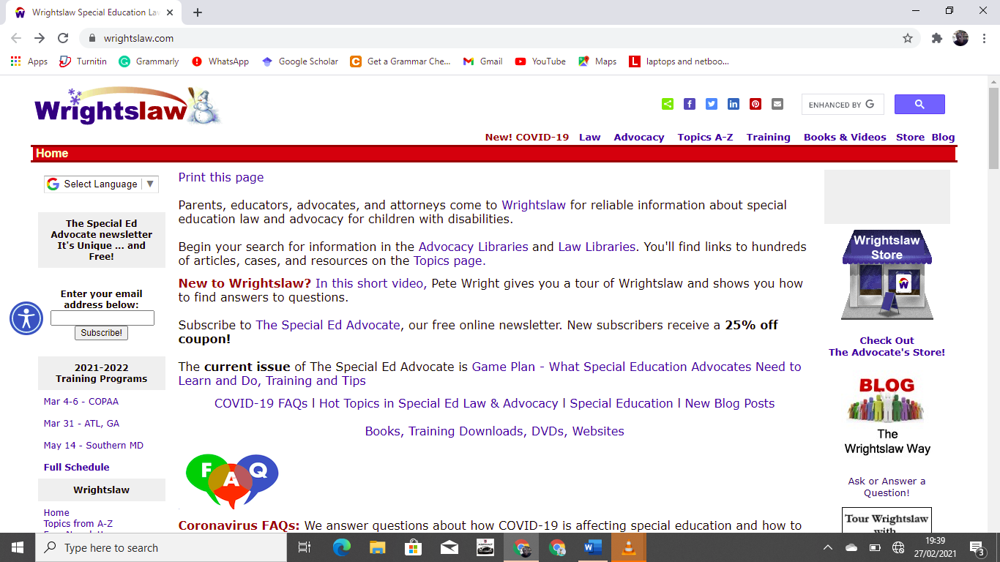 Wrightslaw Special Education Law
wrightslaw.com
Apps
Turnitin
Grammarly
WhatsApp
Google Scholar
Get a Grammar Che...
Gmail
YouTube
Maps
laptops and netboo...
Wrightslaw
ENHANCED BY G
New! COVID-19 Law Advocacy Topics A-Z Training Books & Videos Store Blog
Home
Select Language
The Special Ed
Advocate newsletter
It's Unique ... and
Free!
Enter your email
address below:
Subscribe!
2021-2022
Training Programs
Mar 4-6 - COPAA
Mar 31 - ATL, GA
May 14 - Southern MD
Full Schedule
Wrightslaw
Home
Topics from A-Z
Print this page
Parents, educators, advocates, and attorneys come to Wrightslaw for reliable information about special
education law and advocacy for children with disabilities.
Begin your search for information in the Advocacy Libraries and Law Libraries. You'll find links to hundreds
of articles, cases, and resources on the Topics page.
New to Wrightslaw? In this short video, Pete Wright gives you a tour of Wrightslaw and shows you how
to find answers to questions.
Subscribe to The Special Ed Advocate, our free online newsletter. New subscribers receive a 25% off
coupon!
The current issue of The Special Ed Advocate is Game Plan - What Special Education Advocates Need to
Learn and Do, Training and Tips
COVID-19 FAQs l Hot Topics in Special Ed Law & Advocacy l Special Education l New Blog Posts
Books, Training Downloads, DVDs, Websites
FAQ
Coronavirus FAQs: We answer questions about how COVID-19 is affecting special education and how to
Wrightslaw
Store
Check Out
The Advocate's Store!
BLOG
The
Wrightslaw Way
Ask or Answer a
Question!
Tour Wrightslaw
with
Type here to search
19:39
27/02/2021
3